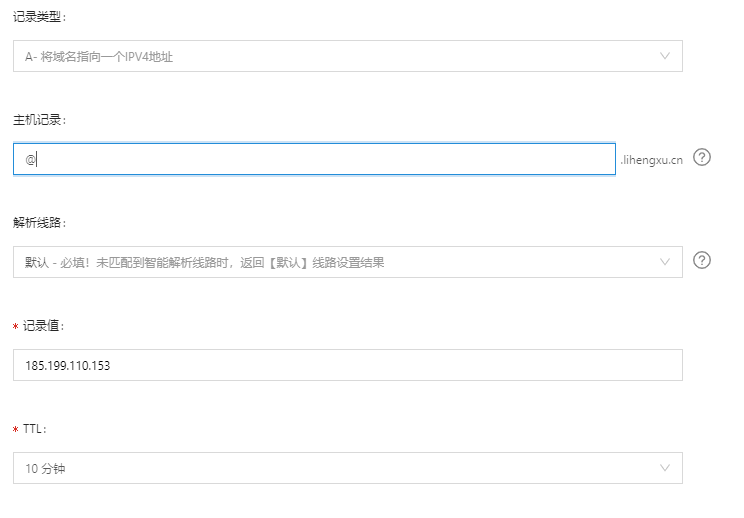 记录类型：
A- 将域名指向一个IPV4地址
主机记录：
@ .lihengxu.cn ?
解析线路：
默认 - 必填！未匹配到智能解析线路时，返回【默认】线路设置结果 ?
* 记录值：
185.199.110.153
* TTL：
10 分钟